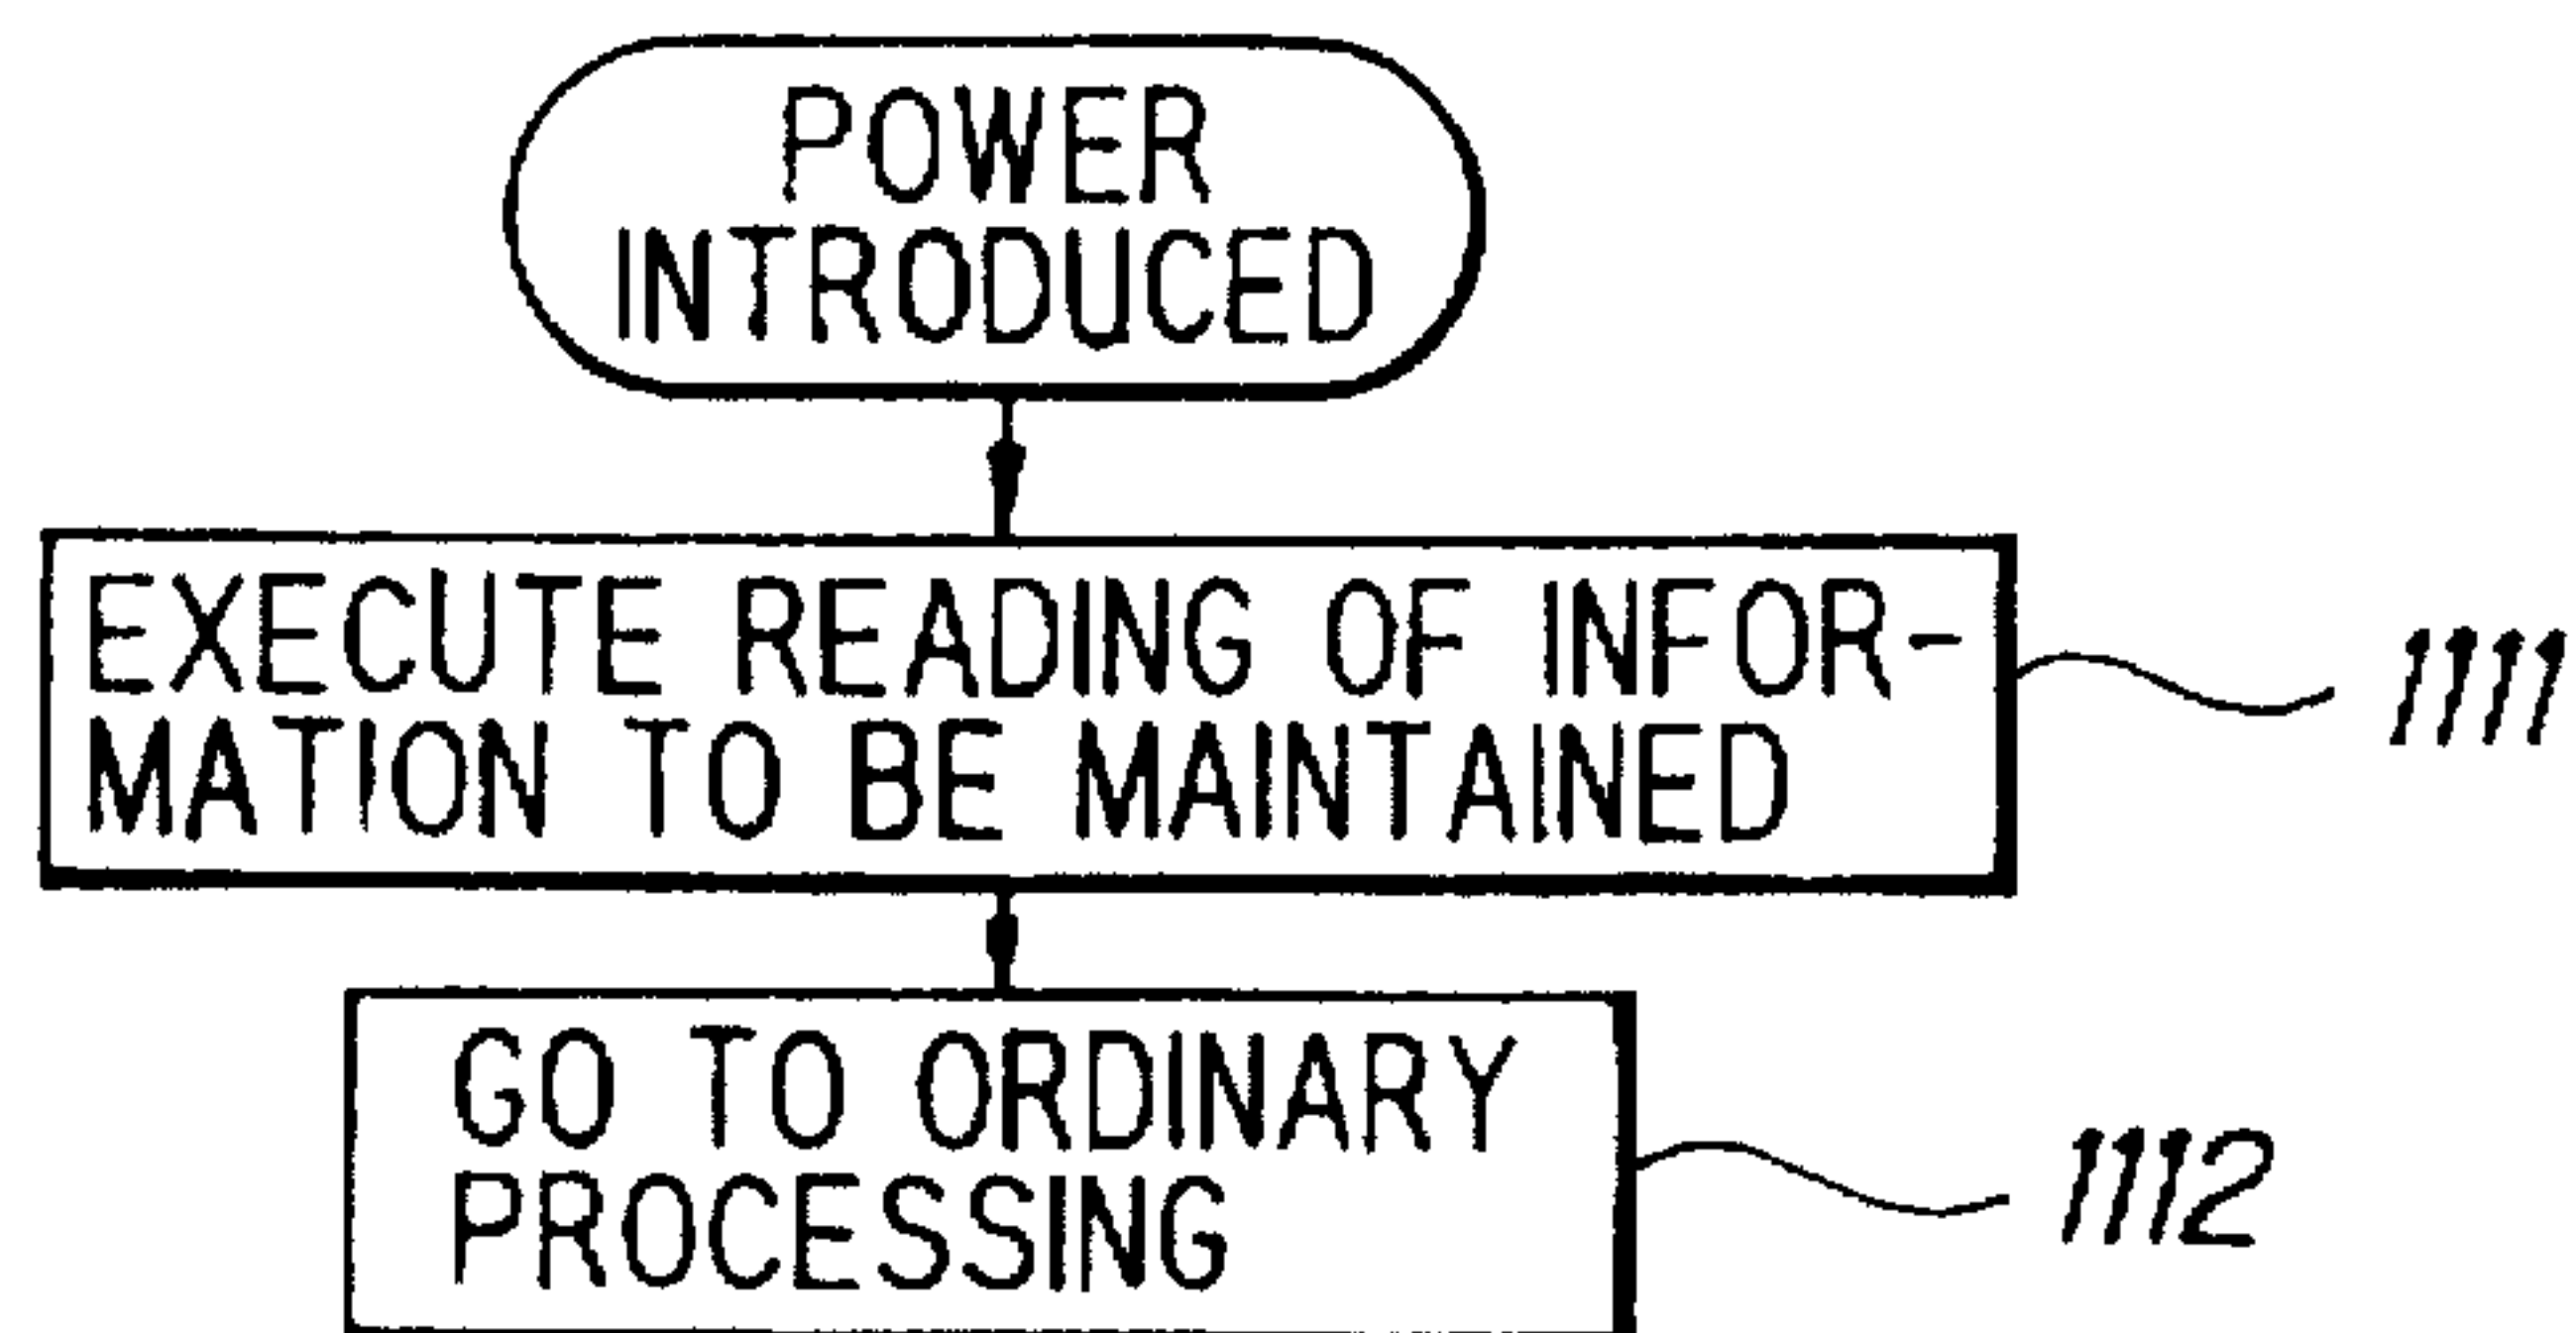 POWER
INTRODUCED
EXECUTE READING OF INFOR-
MATION TO BE MAINTAINED
1111
GO TO ORDINARY
PROCESSING
1112